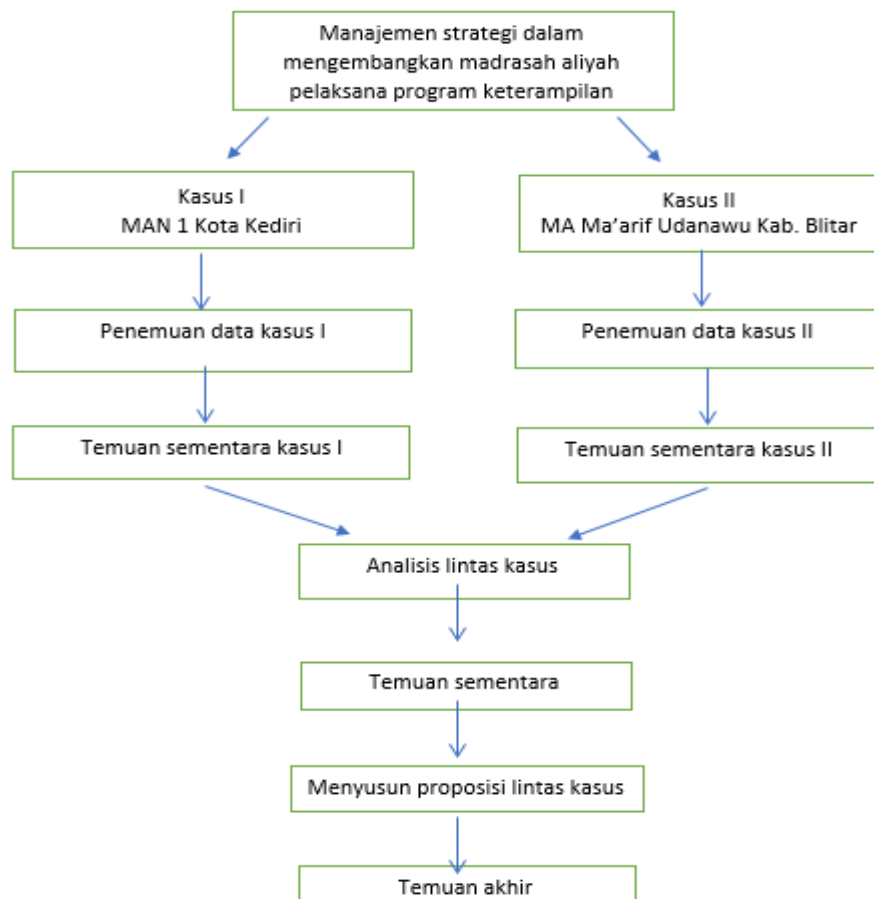 Manajemen strategi dalam
mengembangkan madrasah aliyah
pelaksana program keterampilan
Kasus I
MAN 1 Kota Kediri
Kasus II
MA Ma’arif Udanawu Kab. Blitar
Penemuan data kasus I
Penemuan data kasus II
Temuan sementara kasus I
Temuan sementara kasus II
Analisis lintas kasus
Temuan sementara
Menyusun proposisi lintas kasus
Temuan akhir